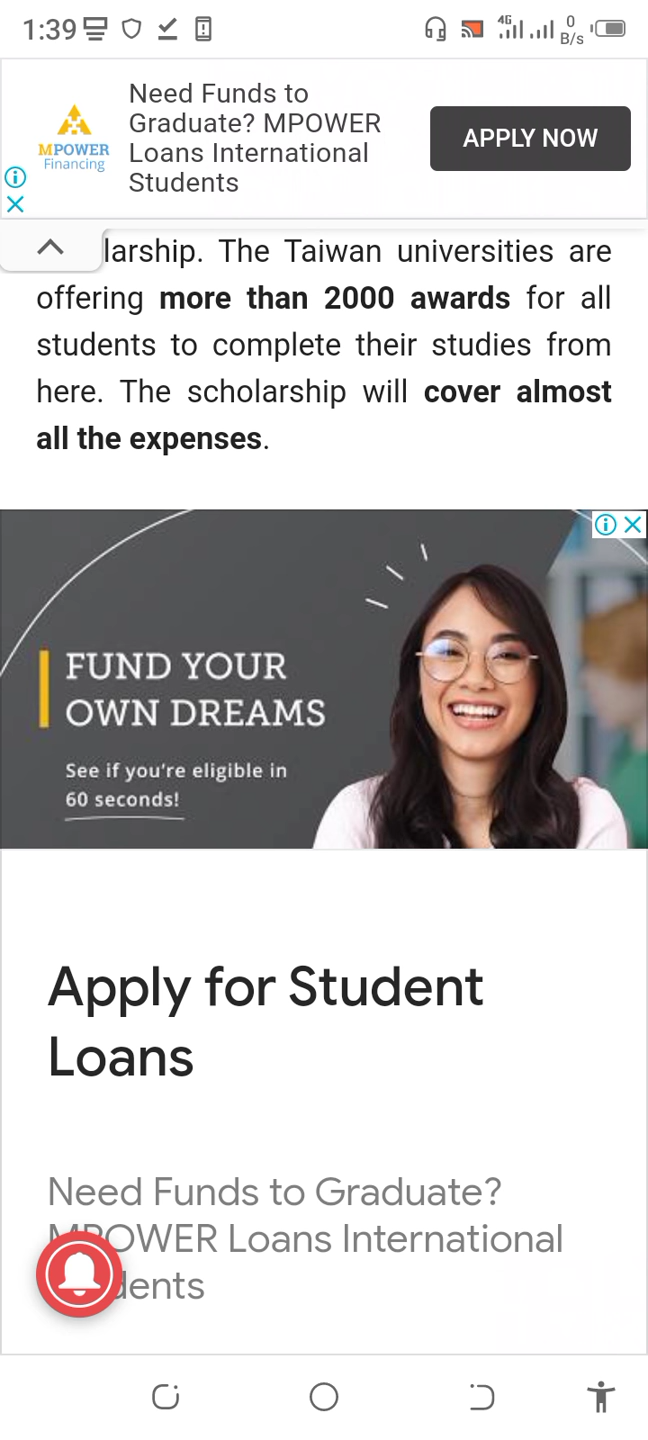 1:39
4G
0
B/s
Need Funds to
Graduate? MPOWER
Loans International
Students
MPOWER
Financing
APPLY NOW
larship. The Taiwan universities are
offering more than 2000 awards for all
students to complete their studies from
here. The scholarship will cover almost
all the expenses.
FUND YOUR
OWN DREAMS
See if you're eligible in
60 seconds!
Apply for Student
Loans
Need Funds to Graduate?
MPOWER Loans International
dents